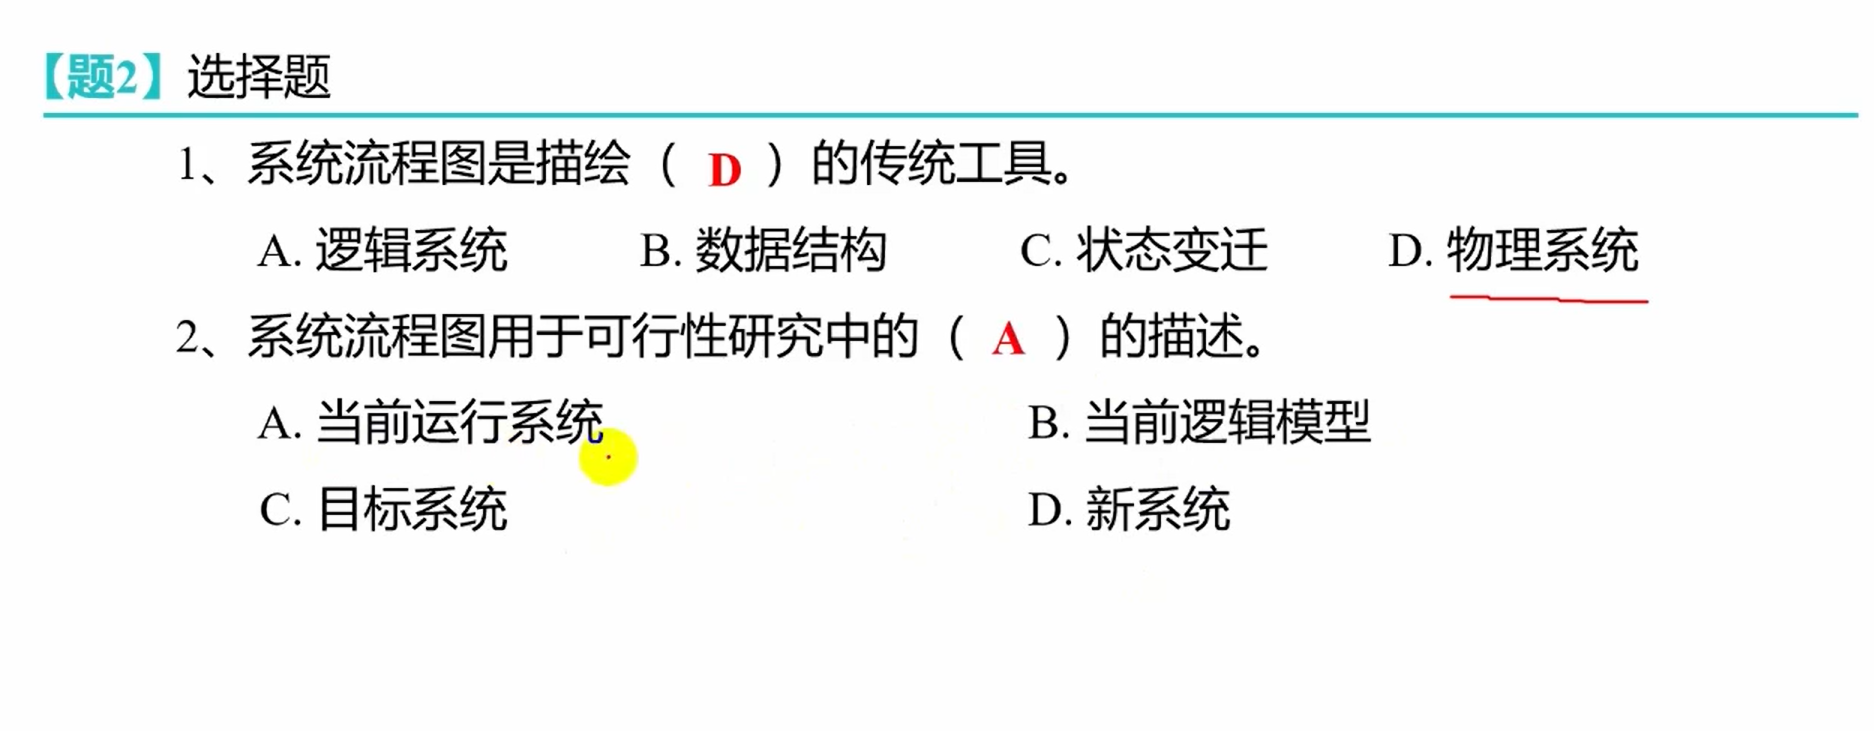 【题2】选择题
1、系统流程图是描绘（ D ）的传统工具。
A. 逻辑系统 B. 数据结构 C. 状态变迁 D. 物理系统
2、系统流程图用于可行性研究中的（ A ）的描述。
A. 当前运行系统 B. 当前逻辑模型
C. 目标系统 D. 新系统